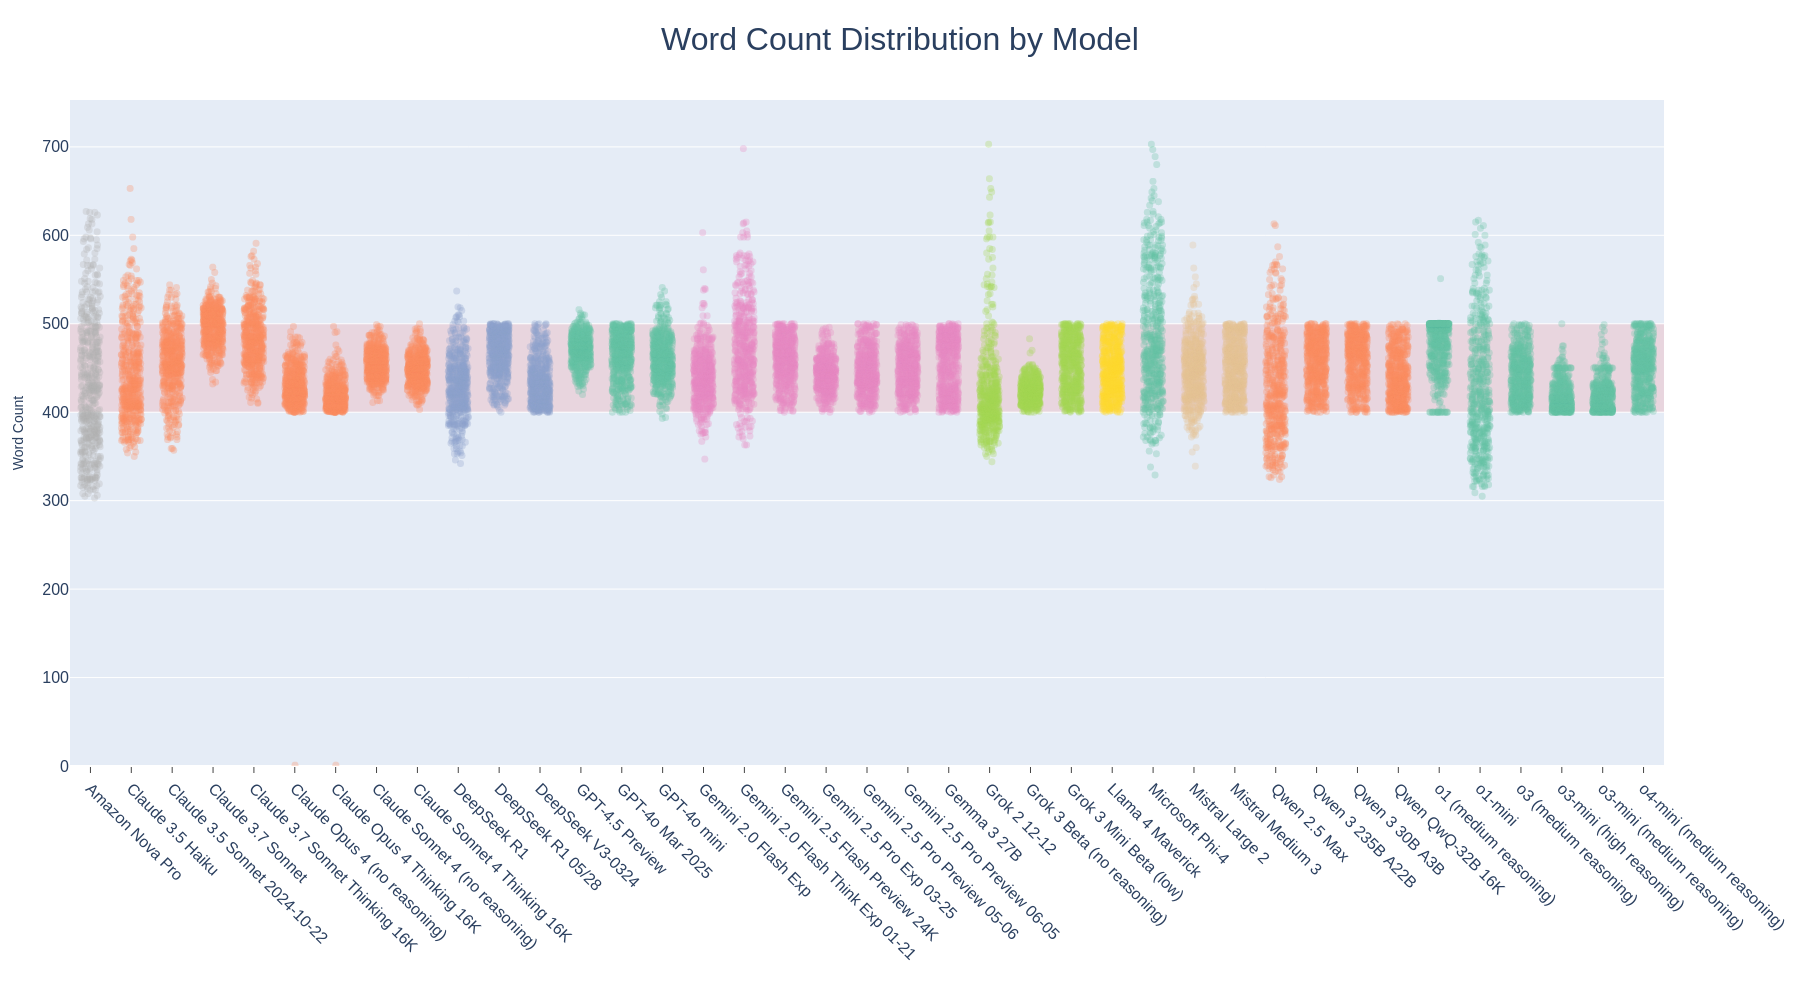 Word Count Distribution by Model
Word Count
700
600
500
400
300
200
100
0
Amazon Nova Pro
Claude 3.5 Haiku
Claude 3.5 Sonnet 2024-10-22
Claude 3.7 Sonnet
Claude 3.7 Sonnet Thinking 16K
Claude Opus 4 (no reasoning)
Claude Opus 4 Thinking 16K
Claude Sonnet 4 (no reasoning)
Claude Sonnet 4 Thinking 16K
DeepSeek R1
DeepSeek R1 05/28
DeepSeek V3-0324
GPT-4.5 Preview
GPT-4o Mar 2025
GPT-4o mini
Gemini 2.0 Flash Exp
Gemini 2.0 Flash Think Exp 01-21
Gemini 2.5 Flash Preview 24K
Gemini 2.5 Pro Exp 03-25
Gemini 2.5 Pro Preview 05-06
Gemini 2.5 Pro Preview 06-05
Gemma 3 27B
Grok 2 12-12
Grok 3 Beta (no reasoning)
Grok 3 Mini Beta (low)
Llama 4 Maverick
Microsoft Phi-4
Mistral Large 2
Mistral Medium 3
Qwen 2.5 Max
Qwen 3 235B A22B
Qwen 3 30B A3B
Qwen QwQ-32B 16K
o1 (medium reasoning)
o1-mini
o3 (medium reasoning)
o3-mini (high reasoning)
o3-mini (medium reasoning)
o4-mini (medium reasoning)